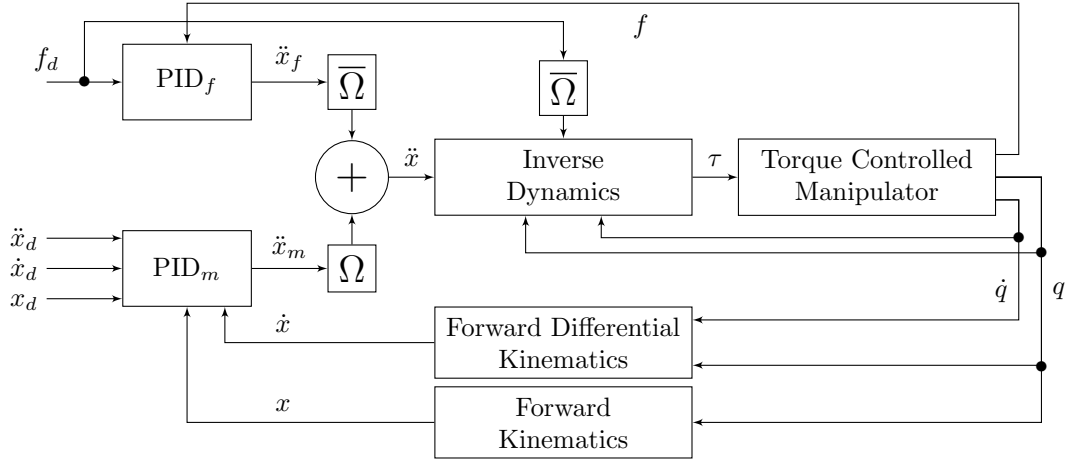 f
f_d
PID_f
ẍ_f
Ω̅
Ω̅
+
ẍ
Inverse
Dynamics
τ
Torque Controlled
Manipulator
ẍ_d
ẋ_d
x_d
PID_m
ẍ_m
Ω
q̇
q
ẋ
Forward Differential
Kinematics
x
Forward
Kinematics